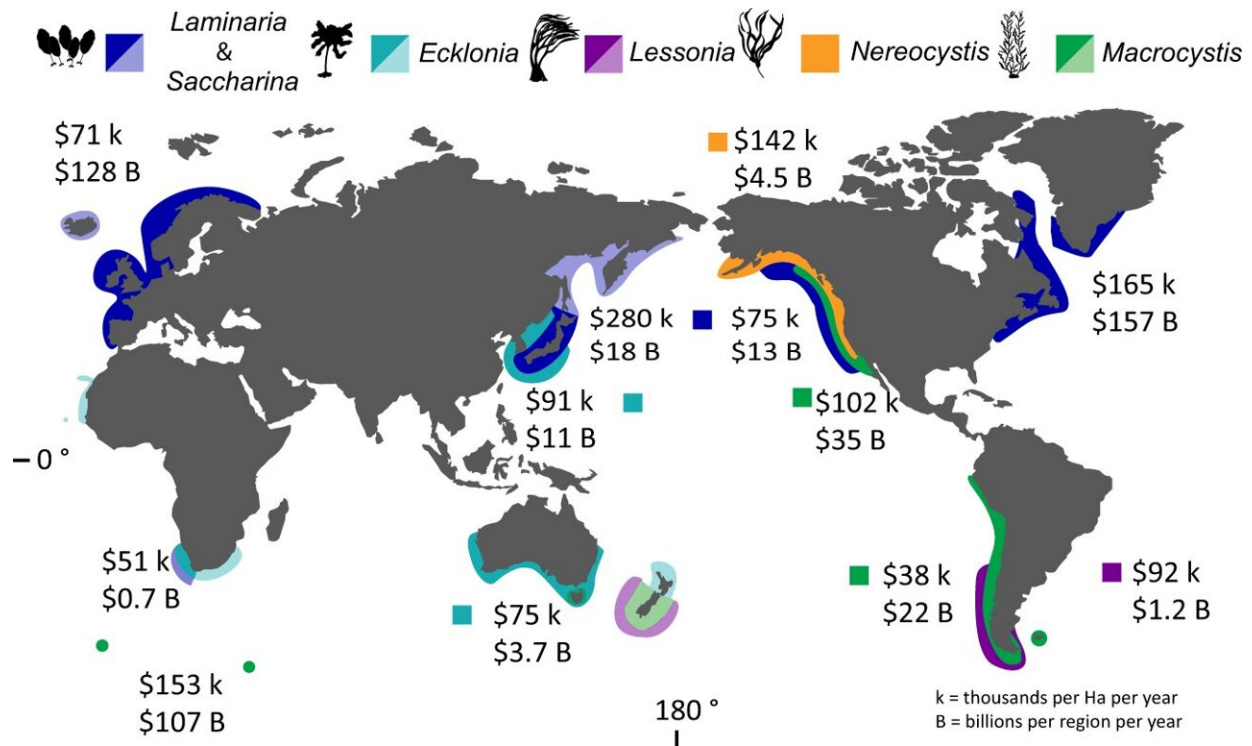 Laminaria
&
Saccharina
Ecklonia
Lessonia
Nereocystis
Macrocystis
$71 k
$128 B
$142 k
$4.5 B
$165 k
$157 B
$280 k
$18 B
$75 k
$13 B
$91 k
$11 B
$102 k
$35 B
– 0 °
$51 k
$0.7 B
$75 k
$3.7 B
$38 k
$22 B
$92 k
$1.2 B
$153 k
$107 B
180 °
k = thousands per Ha per year
B = billions per region per year